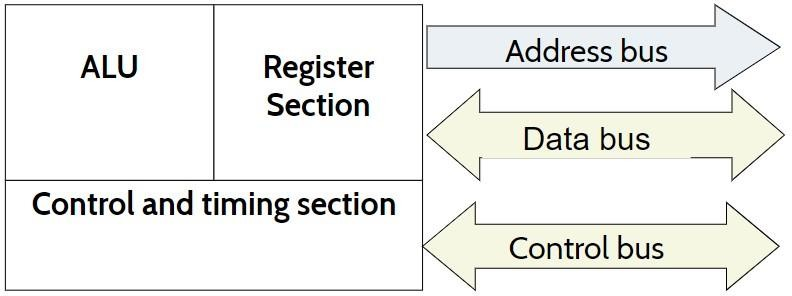 ALU
Register
Section
Control and timing section
Address bus
Data bus
Control bus